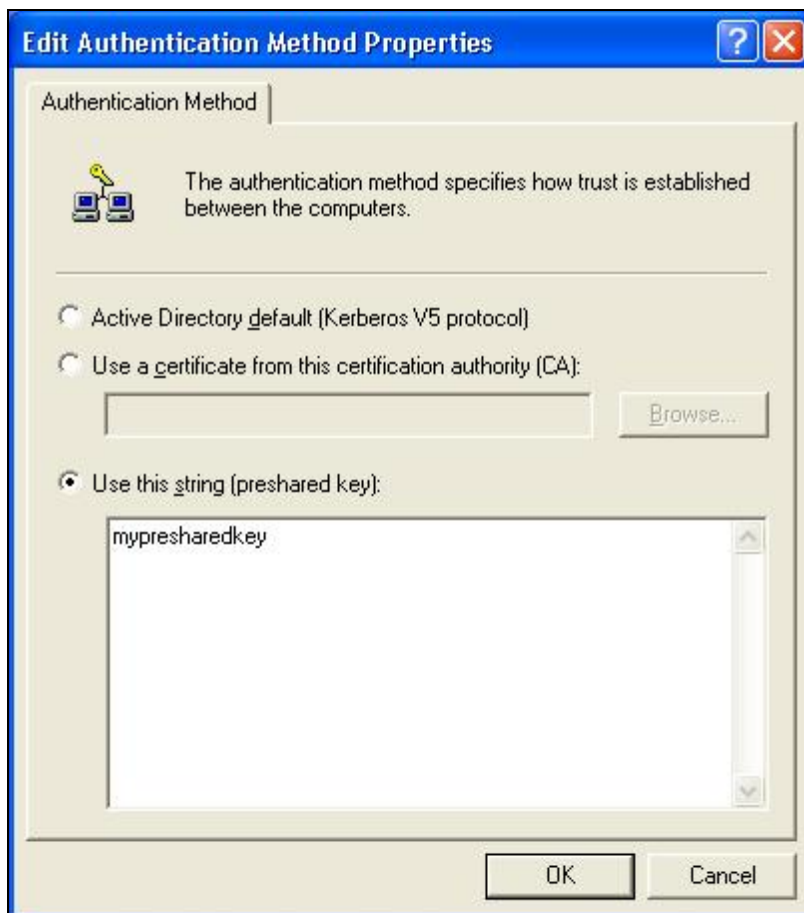 Edit Authentication Method Properties
Authentication Method
The authentication method specifies how trust is established
between the computers.
Active Directory default (Kerberos V5 protocol)
Use a certificate from this certification authority (CA):
Browse...
Use this string (preshared key):
mypresharedkey
OK
Cancel